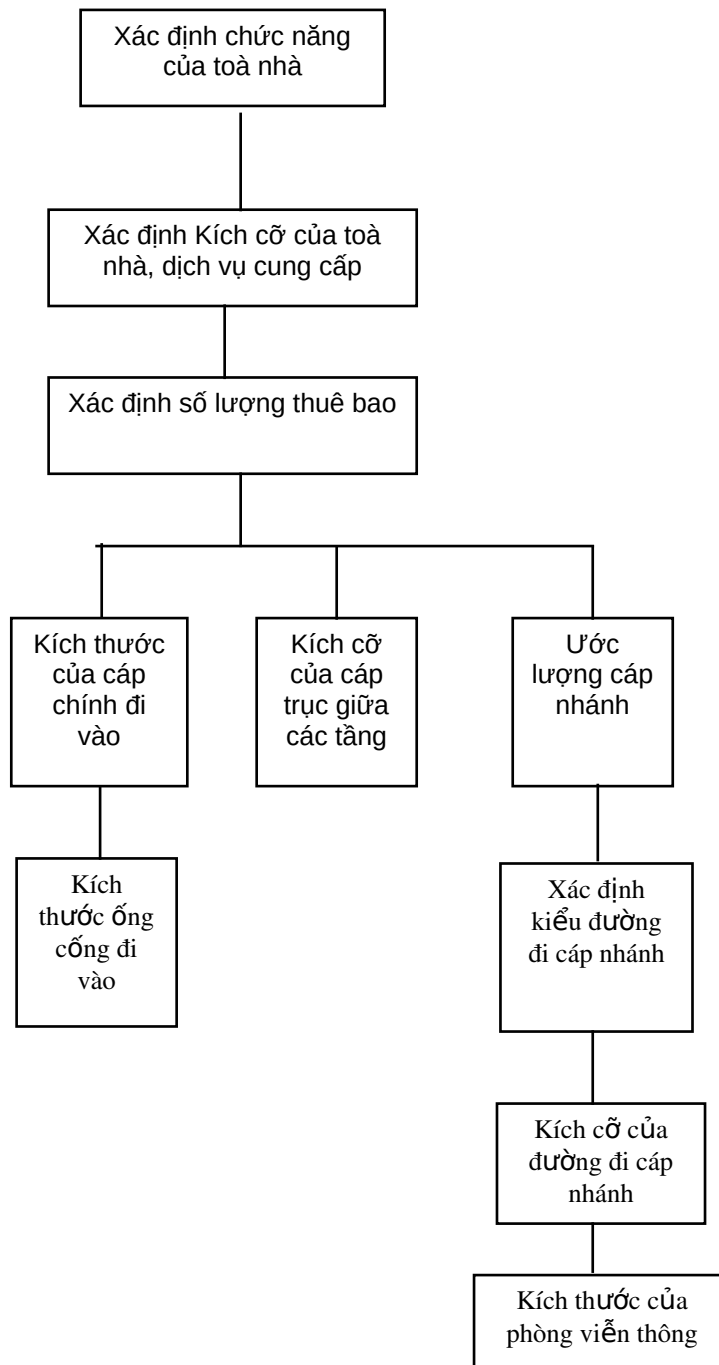 Xác định chức năng
của toà nhà
Xác định Kích cỡ của toà
nhà, dịch vụ cung cấp
Xác định số lượng thuê bao
Kích thước
của cáp
chính đi
vào
Kích cỡ
của cáp
trục giữa
các tầng
Ước
lượng cáp
nhánh
Kích
thước ống
cống đi
vào
Xác định
kiểu đường
đi cáp nhánh
Kích cỡ của
đường đi cáp
nhánh
Kích thước của
phòng viễn thông